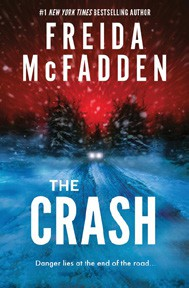 #1 NEW YORK TIMES BESTSELLING AUTHOR
FREIDA
McFADDEN
THE
CRASH
Danger lies at the end of the road...